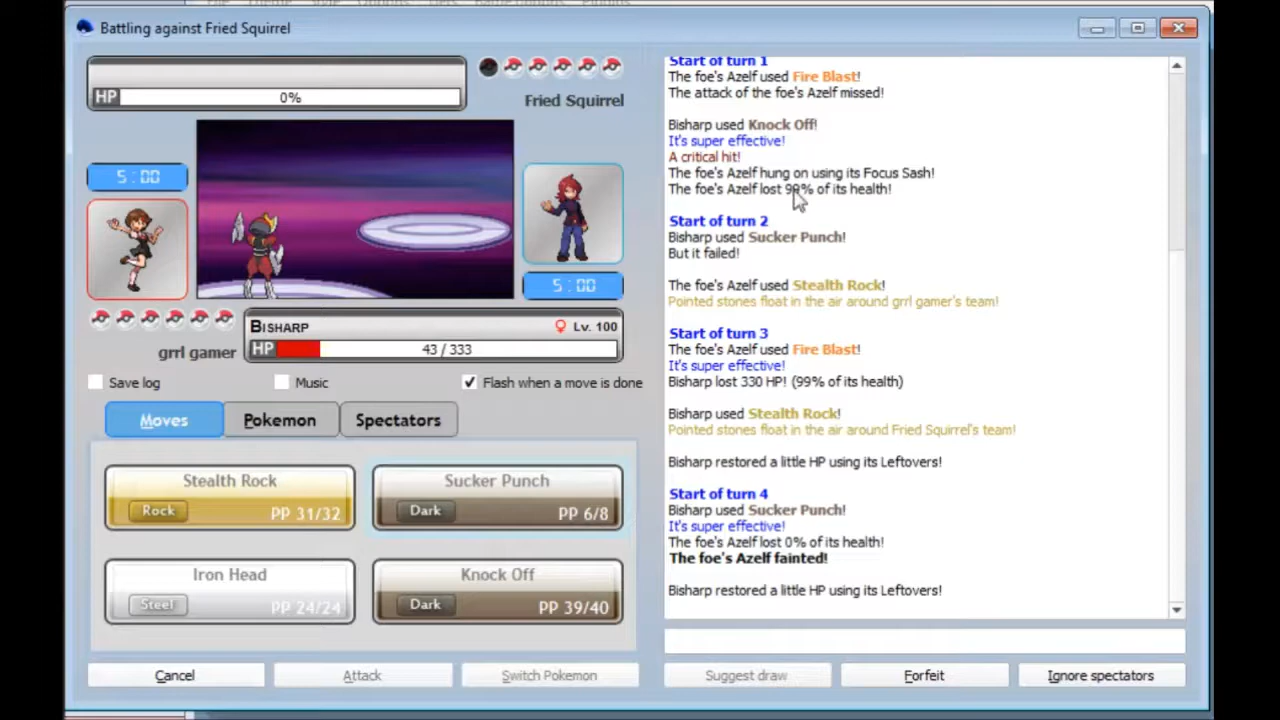 Battling against Fried Squirrel
HP
0%
Fried Squirrel
5:00
5:00
BISHARP
Lv. 100
HP
43 / 333
grrl gamer
Save log
Music
Flash when a move is done
Moves
Pokemon
Spectators
Stealth Rock
Rock
PP 31/32
Sucker Punch
Dark
PP 6/8
Iron Head
Steel
PP 24/24
Knock Off
Dark
PP 39/40
Cancel
Attack
Switch Pokemon
Start of turn 1
The foe's Azelf used Fire Blast!
The attack of the foe's Azelf missed!
Bisharp used Knock Off!
It's super effective!
A critical hit!
The foe's Azelf hung on using its Focus Sash!
The foe's Azelf lost 99% of its health!
Start of turn 2
Bisharp used Sucker Punch!
But it failed!
The foe's Azelf used Stealth Rock!
Pointed stones float in the air around grrl gamer's team!
Start of turn 3
The foe's Azelf used Fire Blast!
It's super effective!
Bisharp lost 330 HP! (99% of its health)
Bisharp used Stealth Rock!
Pointed stones float in the air around Fried Squirrel's team!
Bisharp restored a little HP using its Leftovers!
Start of turn 4
Bisharp used Sucker Punch!
It's super effective!
The foe's Azelf lost 0% of its health!
The foe's Azelf fainted!
Bisharp restored a little HP using its Leftovers!
Suggest draw
Forfeit
Ignore spectators